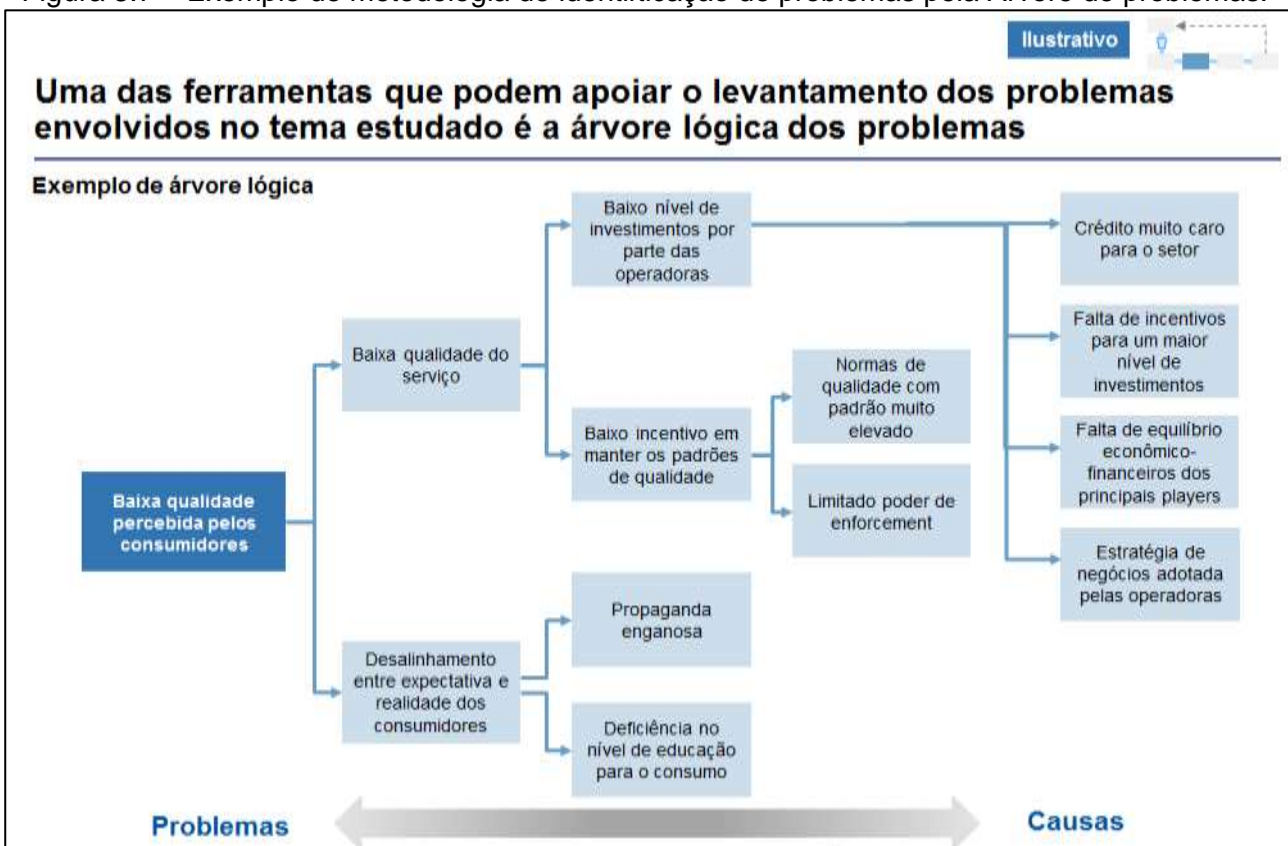 Ilustrativo
Uma das ferramentas que podem apoiar o levantamento dos problemas
envolvidos no tema estudado é a árvore lógica dos problemas
Exemplo de árvore lógica
Baixa qualidade
percebida pelos
consumidores
Baixa qualidade do
serviço
Desalinhamento
entre expectativa e
realidade dos
consumidores
Baixo nível de
investimentos por
parte das
operadoras
Baixo incentivo em
manter os padrões
de qualidade
Propaganda
enganosa
Deficiência no
nível de educação
para o consumo
Normas de
qualidade com
padrão muito
elevado
Limitado poder de
enforcement
Crédito muito caro
para o setor
Falta de incentivos
para um maior
nível de
investimentos
Falta de equilíbrio
econômico-
financeiros dos
principais players
Estratégia de
negócios adotada
pelas operadoras
Problemas
Causas